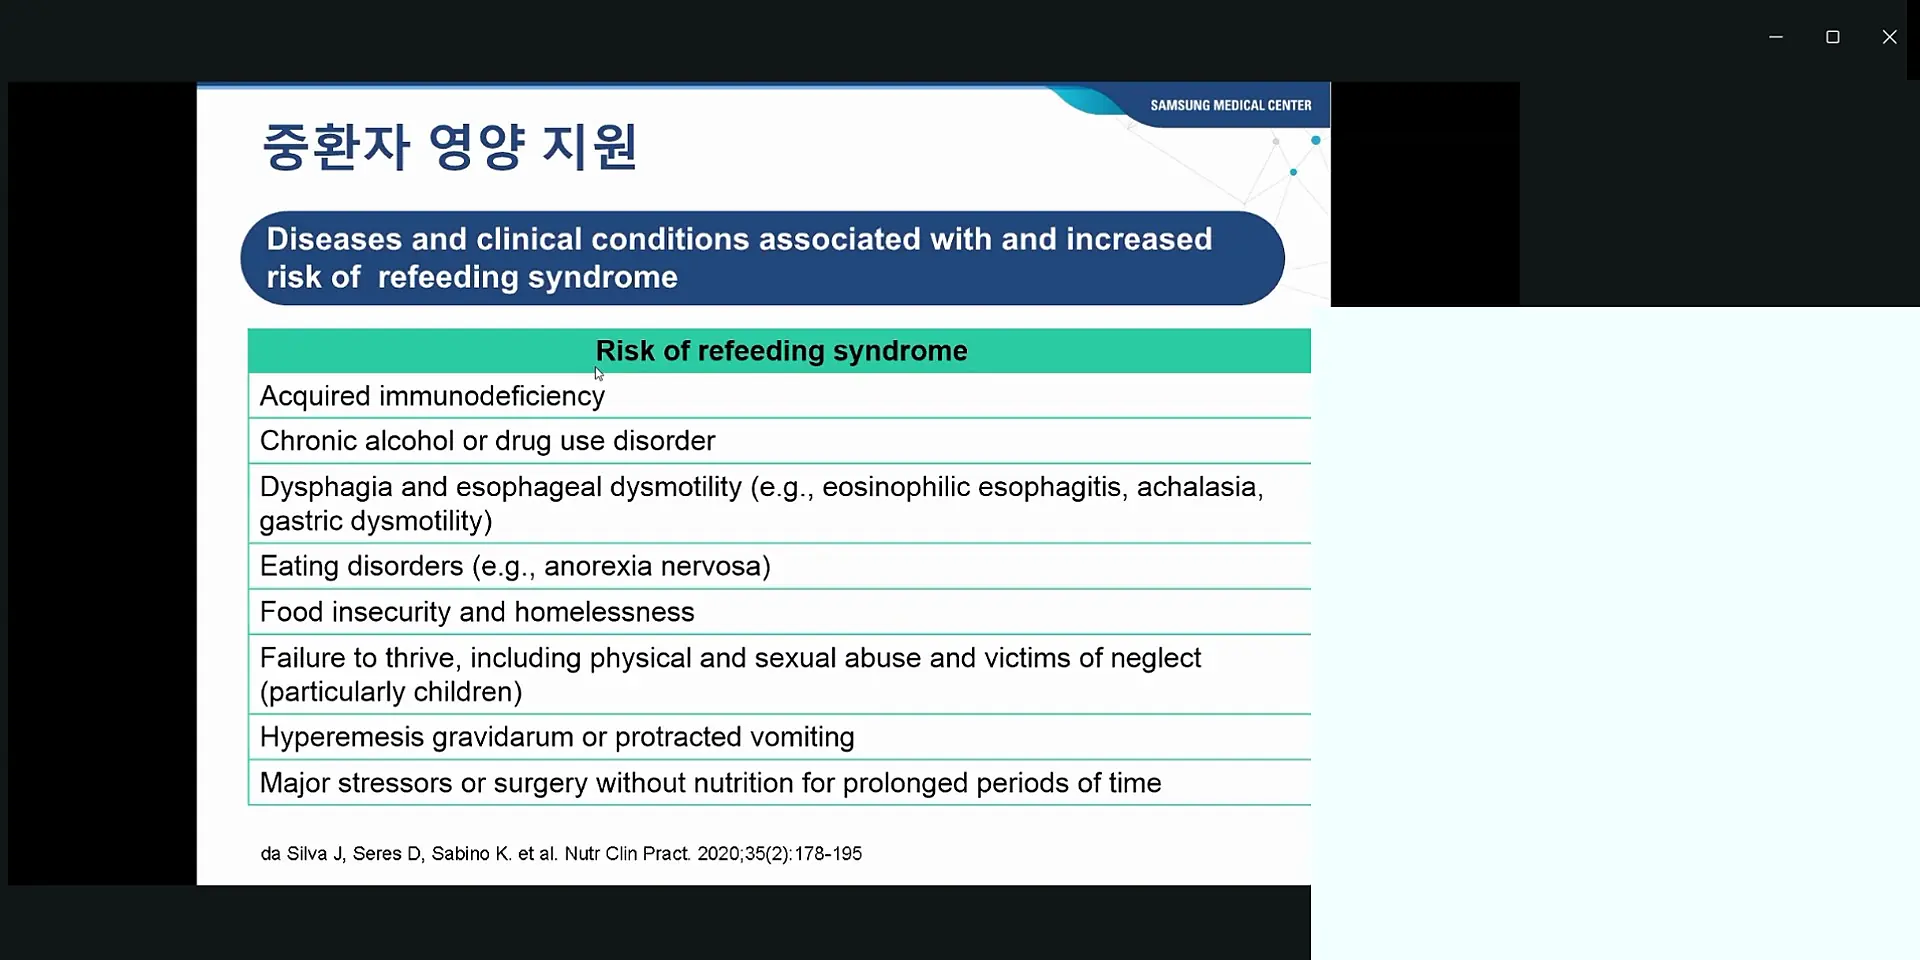 SAMSUNG MEDICAL CENTER
중환자 영양 지원
Diseases and clinical conditions associated with and increased
risk of refeeding syndrome
Risk of refeeding syndrome
Acquired immunodeficiency
Chronic alcohol or drug use disorder
Dysphagia and esophageal dysmotility (e.g., eosinophilic esophagitis, achalasia,
gastric dysmotility)
Eating disorders (e.g., anorexia nervosa)
Food insecurity and homelessness
Failure to thrive, including physical and sexual abuse and victims of neglect
(particularly children)
Hyperemesis gravidarum or protracted vomiting
Major stressors or surgery without nutrition for prolonged periods of time
da Silva J, Seres D, Sabino K. et al. Nutr Clin Pract. 2020;35(2):178-195